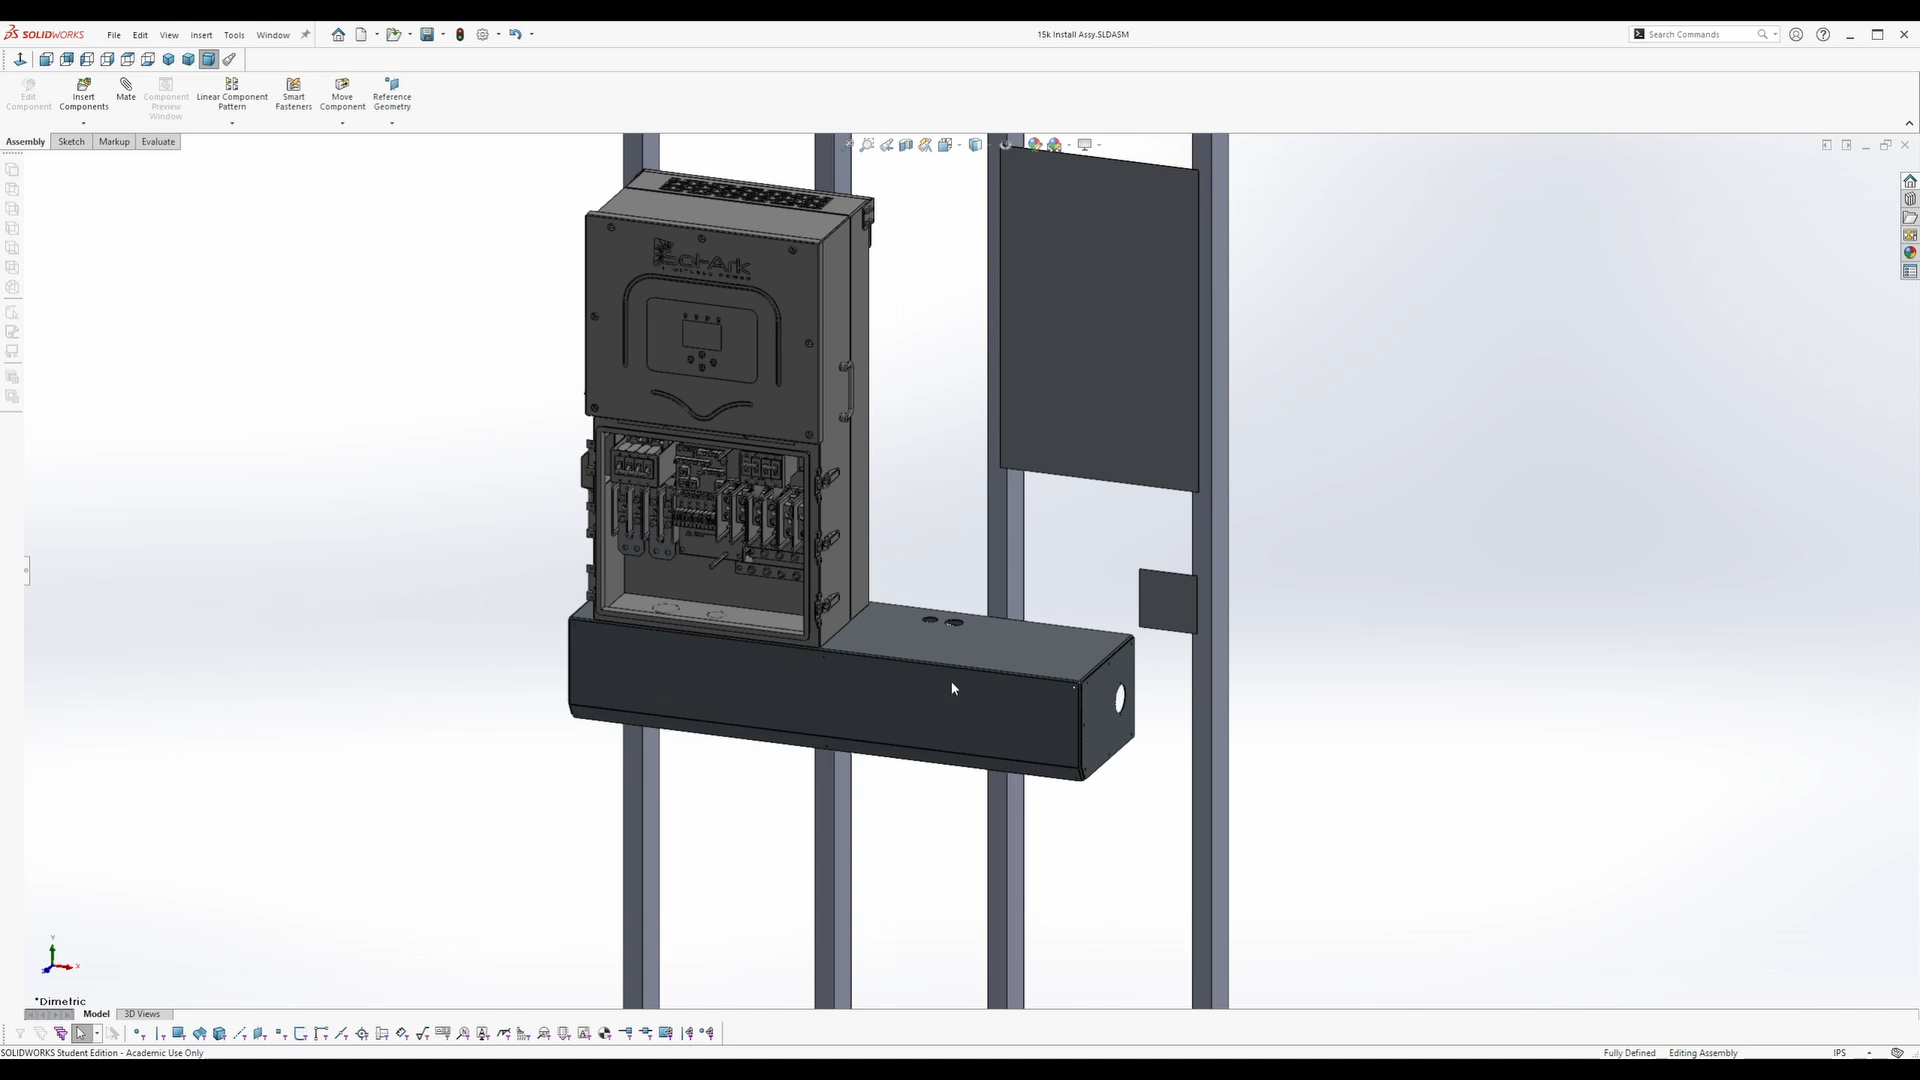 SOLIDWORKS File Edit View Insert Tools Window 15k Install Assy.SLDASM Search Commands
Edit Component
Insert Components
Mate
Component Preview Window
Linear Component Pattern
Smart Fasteners
Move Component
Reference Geometry
Assembly Sketch Markup Evaluate
Sol-Ark
Y
X
*Dimetric
Model 3D Views
SOLIDWORKS Student Edition - Academic Use Only Fully Defined Editing Assembly IPS